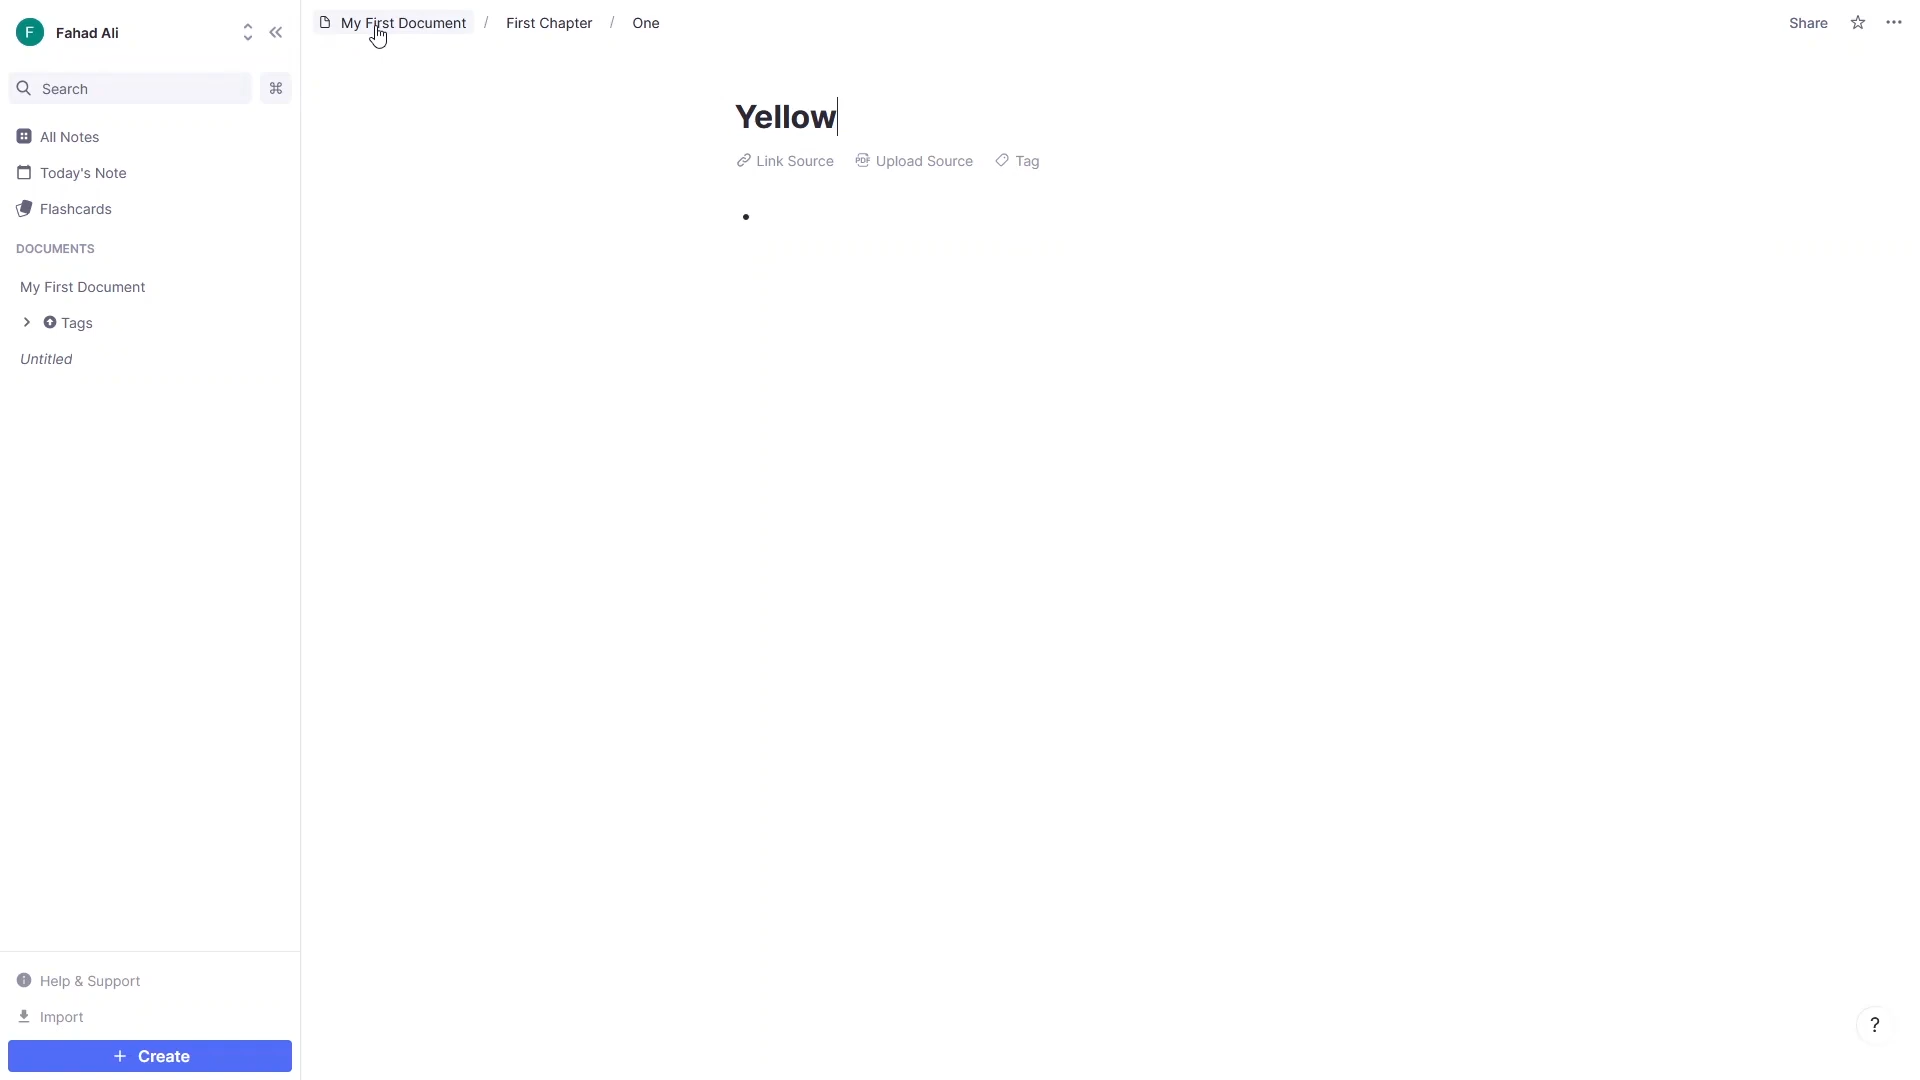 F Fahad Ali
Search ⌘
All Notes
Today's Note
Flashcards
DOCUMENTS
My First Document
Tags
Untitled
Help & Support
Import
+ Create
My First Document / First Chapter / One
Share
Yellow
Link Source PDF Upload Source Tag
•
?